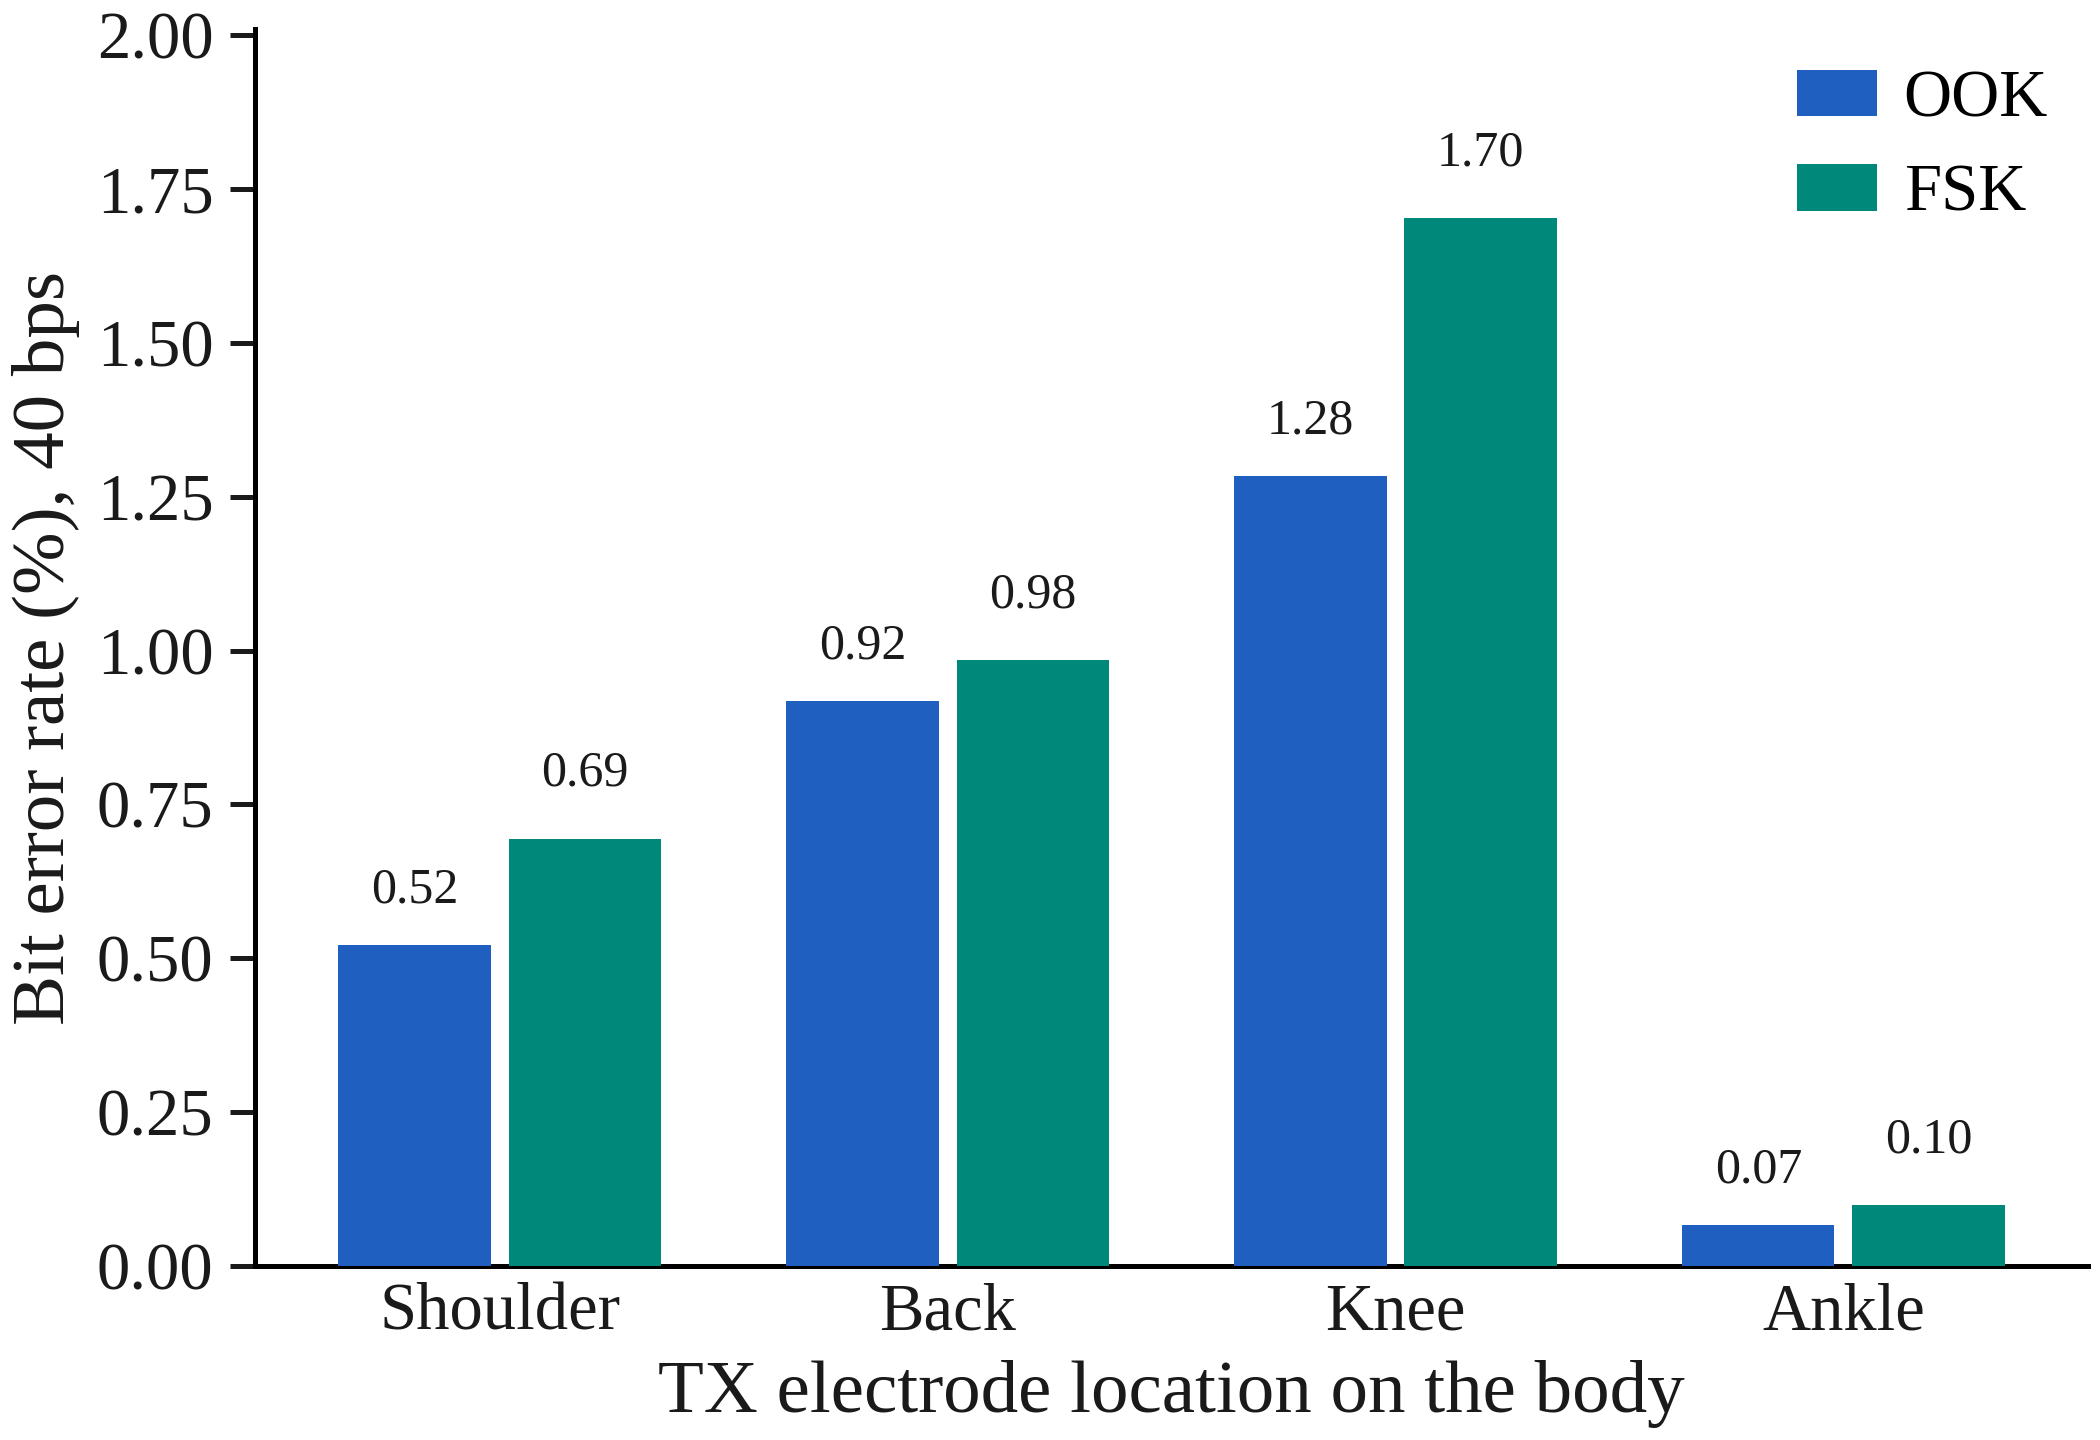 2.00
1.75
1.50
1.25
1.00
0.75
0.50
0.25
0.00
Bit error rate (%), 40 bps
OOK
FSK
0.52
0.69
0.92
0.98
1.28
1.70
0.07
0.10
Shoulder
Back
Knee
Ankle
TX electrode location on the body